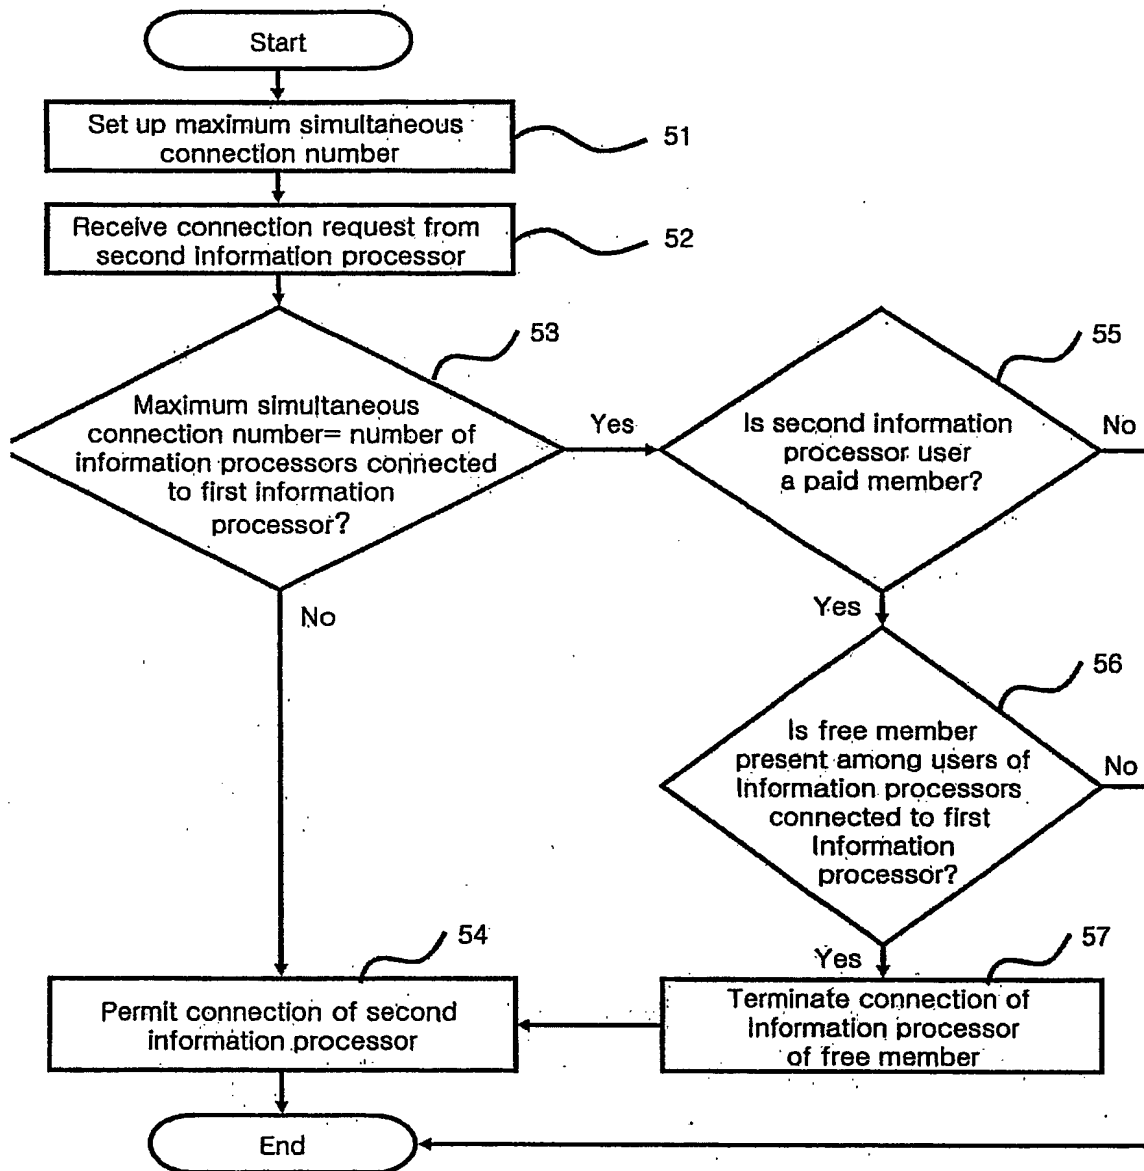 Start
Set up maximum simultaneous
connection number
51
Receive connection request from
second information processor
52
53
Maximum simultaneous
connection number= number of
information processors connected
to first information
processor?
Yes
No
55
Is second information
processor user
a paid member?
No
Yes
56
Is free member
present among users of
Information processors
connected to first
Information
processor?
No
Yes
54
Permit connection of second
information processor
57
Terminate connection of
Information processor
of free member
End